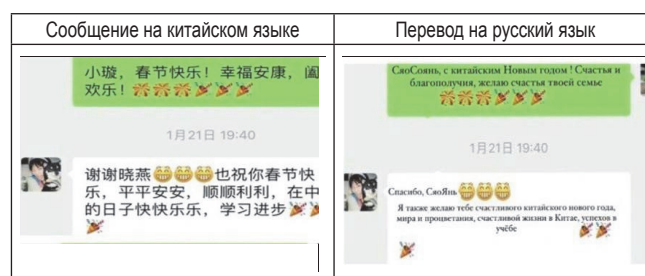 Сообщение на китайском языке
Перевод на русский язык
小璇，春节快乐！幸福安康，阖
欢乐！
1月21日 19:40
谢谢晓燕😁😁😁也祝你春节快
乐，平平安安，顺顺利利，在中
的日子快快乐乐，学习进步🎉🎉
🎉
СяоСоянь, с китайским Новым годом ! Счастья и
благополучия, желаю счастья твоей семье
1月21日 19:40
Спасибо, СяоЯнь😁😁😁
Я также желаю тебе счастливого китайского нового года,
мира и процветания, счастливой жизни в Китае, успехов в
учёбе 🎉🎉
🎉